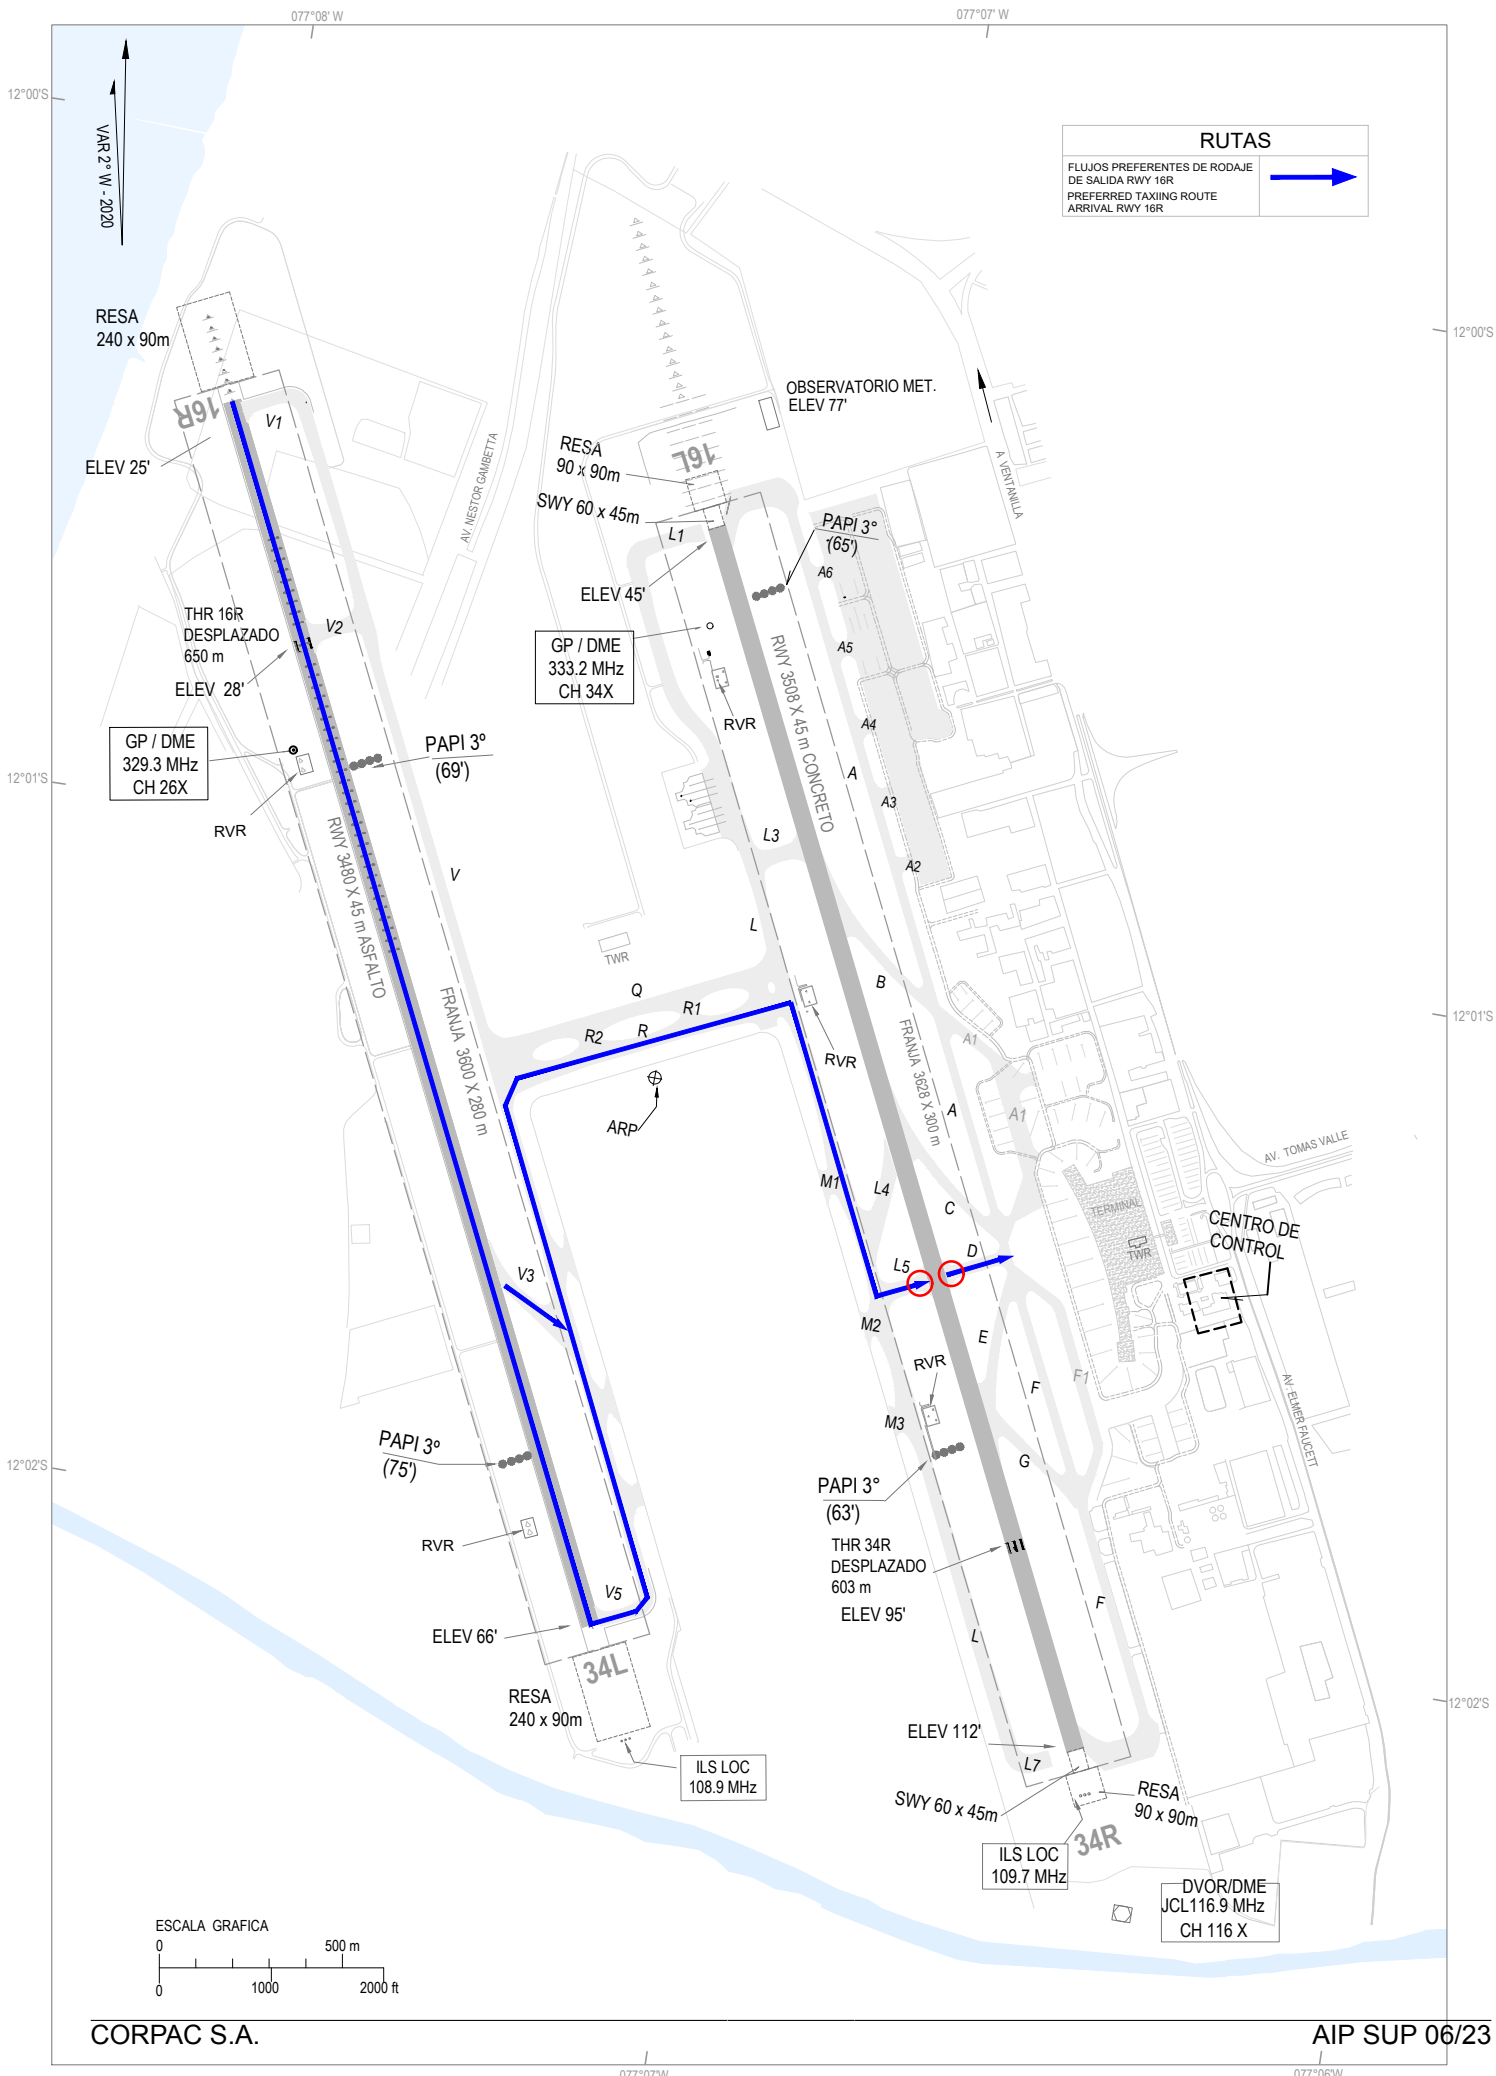 077°08' W
077°07' W
12°00'S
VAR 2° W - 2020
RUTAS
FLUJOS PREFERENTES DE RODAJE
DE SALIDA RWY 16R
PREFERRED TAXIING ROUTE
ARRIVAL RWY 16R
12°00'S
RESA
240 x 90m
16R
V1
ELEV 25'
AV. NESTOR GAMBETTA
OBSERVATORIO MET.
ELEV 77'
A VENTANILLA
RESA
90 x 90m
16L
SWY 60 x 45m
L1
PAPI 3°
(65')
A6
ELEV 45'
THR 16R
DESPLAZADO
650 m
V2
ELEV 28'
GP / DME
333.2 MHz
CH 34X
RVR
RWY 3508 X 45 m CONCRETO
A5
A4
A
A3
A2
GP / DME
329.3 MHz
CH 26X
RVR
PAPI 3º
(69')
12°01'S
RWY 3480 X 45 m ASFALTO
V
L3
L
TWR
Q
R1
R2
R
B
FRANJA 3600 X 280 m
FRANJA 3628 X 300 m
RVR
A1
12°01'S
ARP
A
A1
AV. TOMAS VALLE
M1
L4
C
TERMINAL
TWR
CENTRO DE
CONTROL
D
L5
V3
M2
E
RVR
F
F1
M3
AV. ELMER FAUCETT
PAPI 3º
(75')
12°02'S
G
PAPI 3°
(63')
RVR
THR 34R
DESPLAZADO
603 m
ELEV 95'
V5
F
L
ELEV 66'
34L
RESA
240 x 90m
12°02'S
ELEV 112'
L7
ILS LOC
108.9 MHz
SWY 60 x 45m
RESA
90 x 90m
34R
ILS LOC
109.7 MHz
DVOR/DME
JCL116.9 MHz
CH 116 X
ESCALA GRAFICA
0
500 m
0
1000
2000 ft
CORPAC S.A.
AIP SUP 06/23
077°07'W
077°06'W